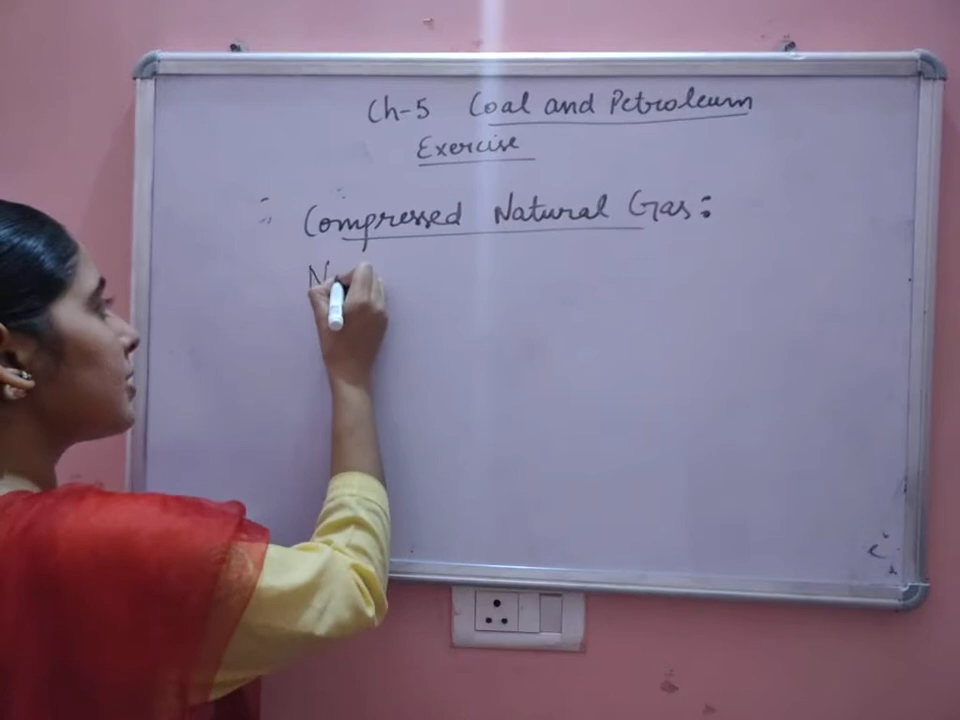 Ch-5 Coal and Petroleum
Exercise
Compressed Natural Gas:
N